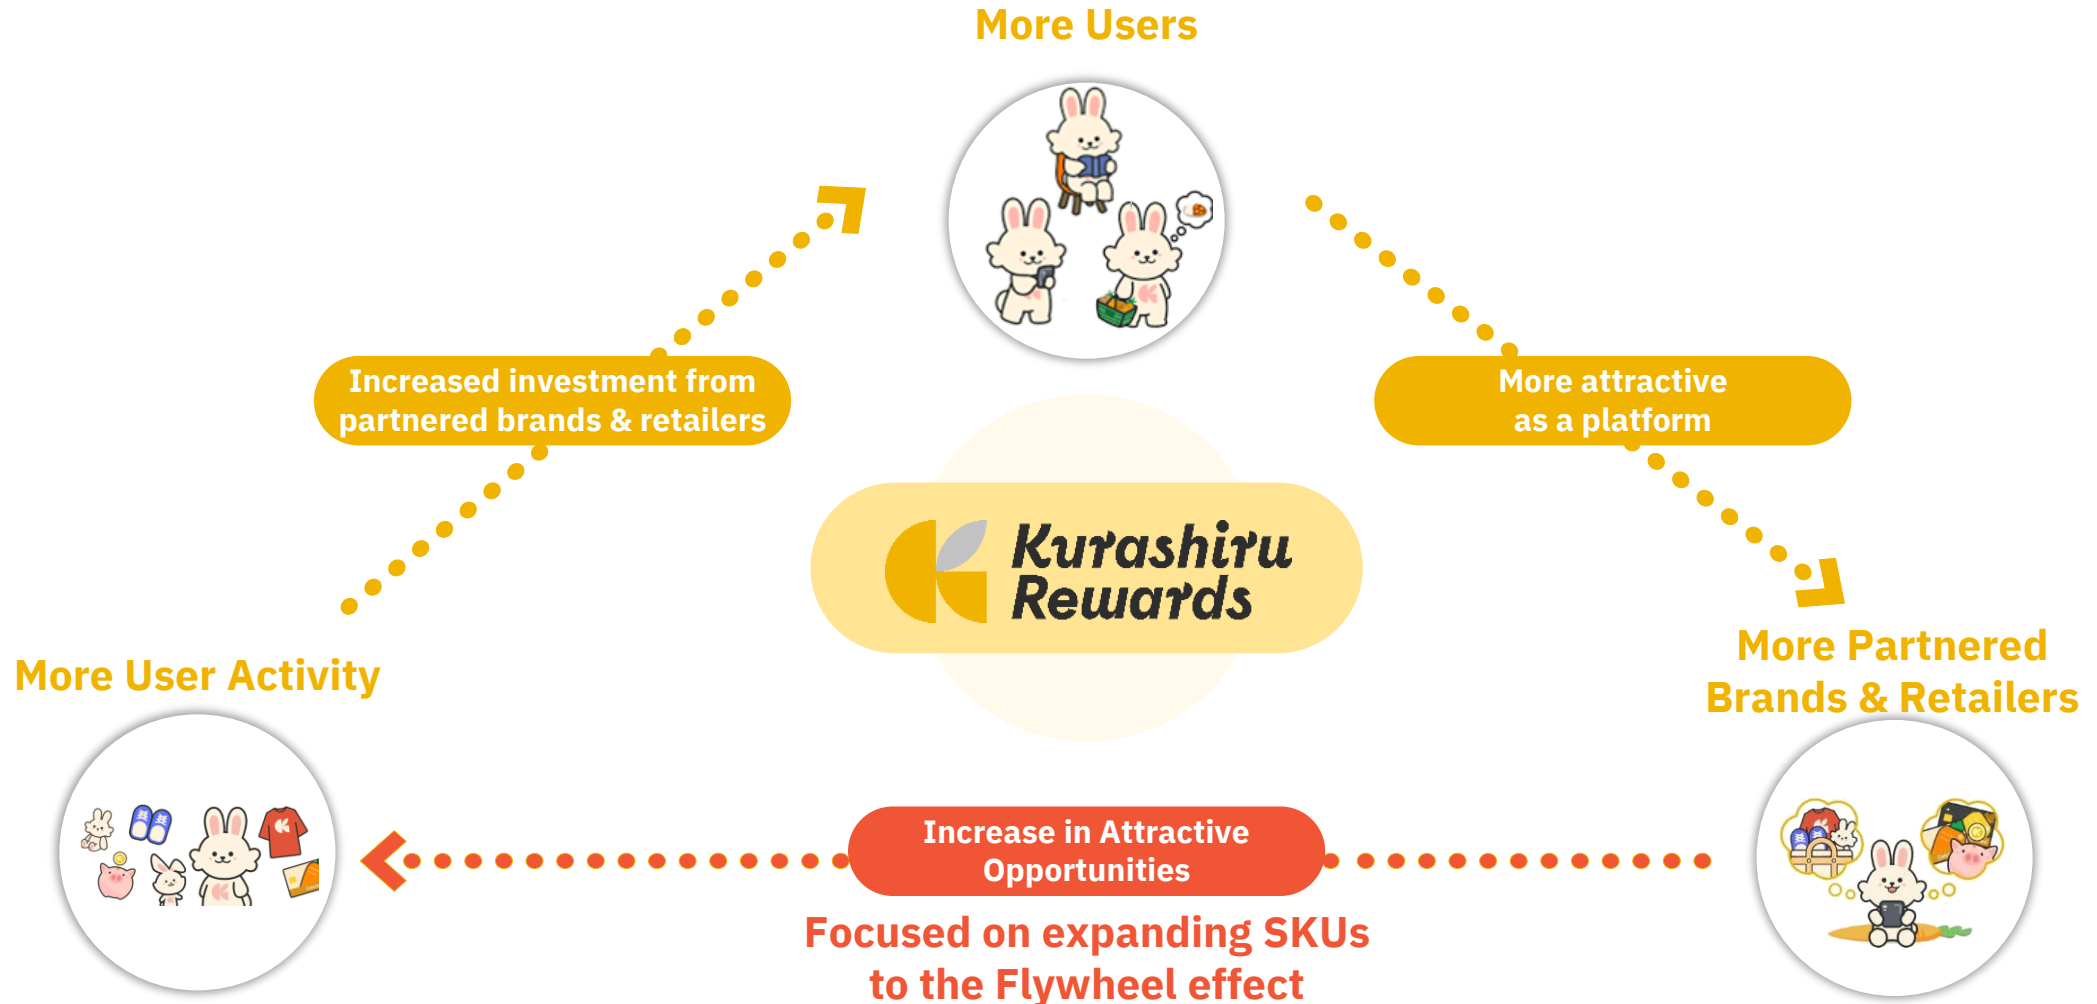 More Users
Increased investment from
partnered brands & retailers
More attractive
as a platform
Kurashiru
Rewards
More User Activity
More Partnered
Brands & Retailers
Increase in Attractive
Opportunities
Focused on expanding SKUs
to the Flywheel effect